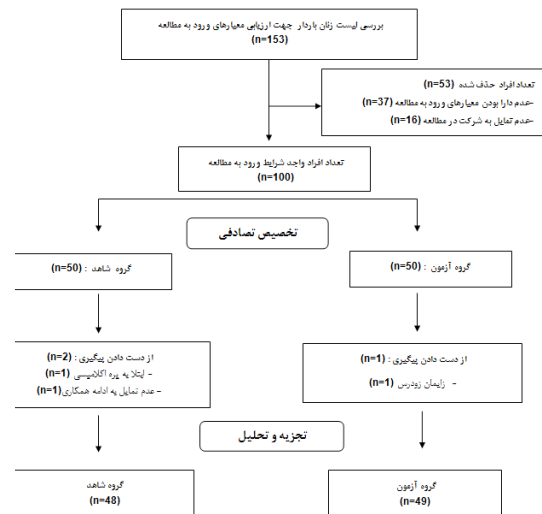 بررسی لیست زنان باردار جهت ارزیابی معیارهای ورود به مطالعه
(n=153)
تعداد افراد حذف شده (n=53)
-عدم دارا بودن معیارهای ورود به مطالعه (n=37)
-عدم تمایل به شرکت در مطالعه (n=16)
تعداد افراد واجد شرایط ورود به مطالعه
(n=100)
تخصیص تصادفی
گروه آزمون : (n=50)
گروه شاهد : (n=50)
از دست دادن پیگیری : (n=1)
- زایمان زودرس (n=1)
از دست دادن پیگیری : (n=2)
- ابتلا به پره اکلامپسی (n=1)
- عدم تمایل به ادامه همکاری(n=1)
تجزیه و تحلیل
گروه آزمون
(n=49)
گروه شاهد
(n=48)